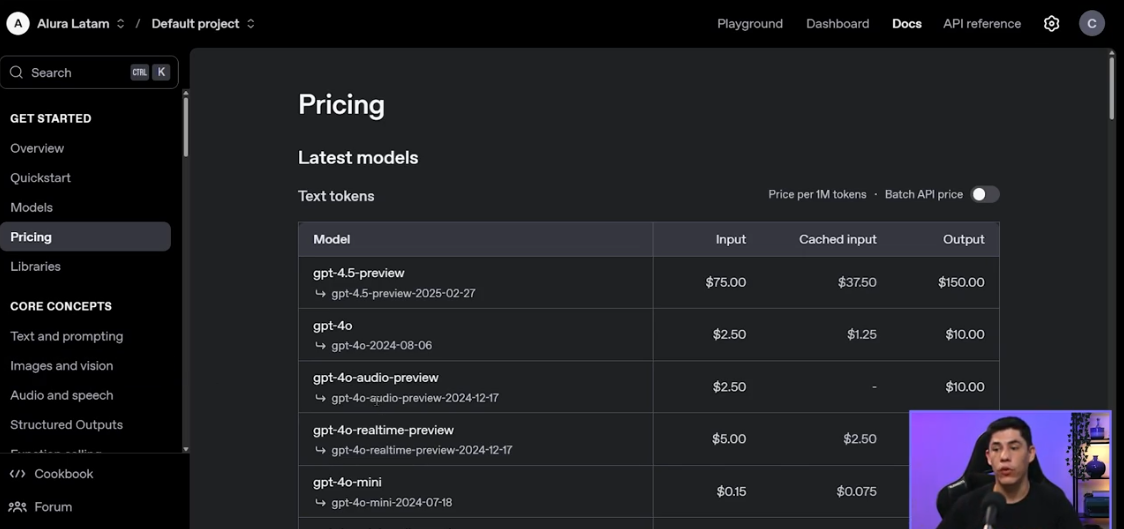 A Alura Latam / Default project Playground Dashboard Docs API reference C
Search CTRL K
GET STARTED
Overview
Quickstart
Models
Pricing
Libraries
CORE CONCEPTS
Text and prompting
Images and vision
Audio and speech
Structured Outputs
Function calling
Cookbook
Forum
Pricing
Latest models
Text tokens Price per 1M tokens · Batch API price
Model Input Cached input Output
gpt-4.5-preview
↳ gpt-4.5-preview-2025-02-27 $75.00 $37.50 $150.00
gpt-4o
↳ gpt-4o-2024-08-06 $2.50 $1.25 $10.00
gpt-4o-audio-preview
↳ gpt-4o-audio-preview-2024-12-17 $2.50 - $10.00
gpt-4o-realtime-preview
↳ gpt-4o-realtime-preview-2024-12-17 $5.00 $2.50
gpt-4o-mini
↳ gpt-4o-mini-2024-07-18 $0.15 $0.075